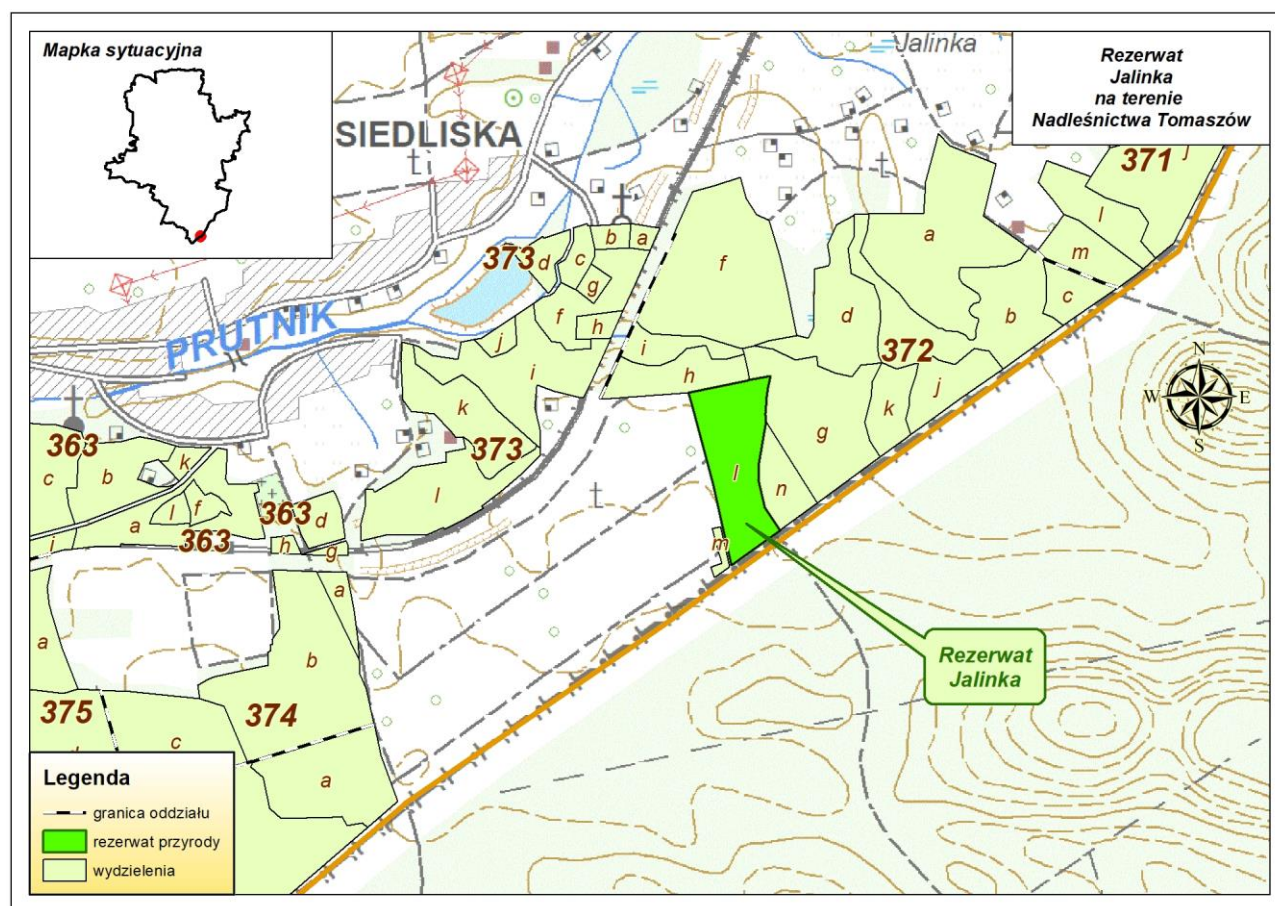 Mapka sytuacyjna
Jalinka
Rezerwat
Jalinka
na terenie
Nadleśnictwa Tomaszów
SIEDLISKA
371
j
l
a
m
b
a
373
d
c
g
f
c
f
h
d
b
372
PRUTNIK
j
i
i
h
j
k
k
g
N
W
E
S
363
373
c
b
k
l
l
n
l
f
363
d
a
363
m
i
h
g
a
a
b
Rezerwat
Jalinka
375
374
c
a
Legenda
granica oddziału
rezerwat przyrody
wydzielenia